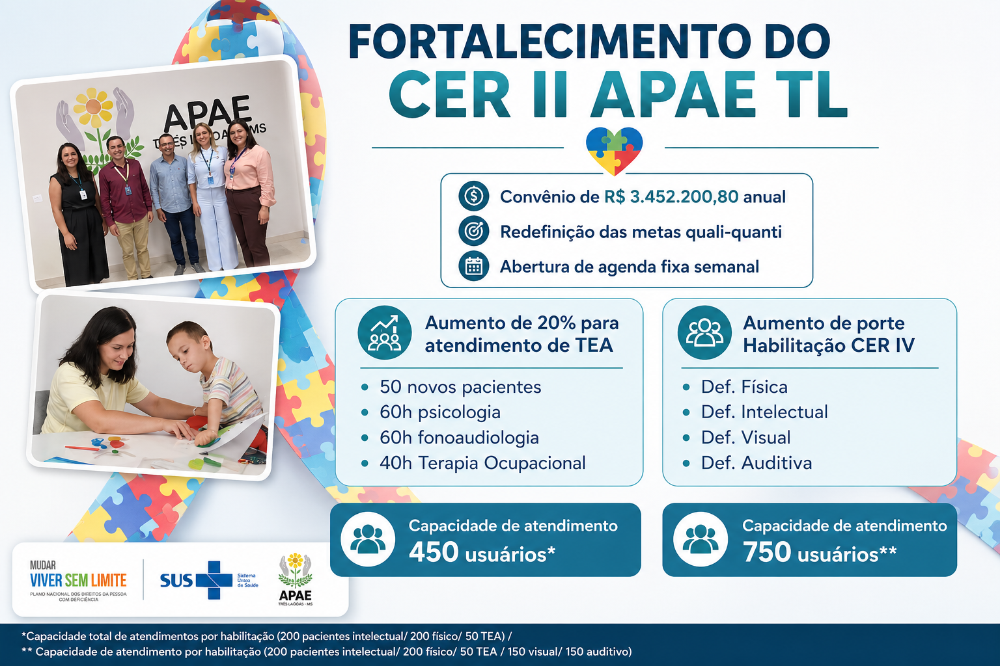 FORTALECIMENTO DO
CER II APAE TL
APAE
TRÊS LAGOAS-MS
Convênio de R$ 3.452.200,80 anual
Redefinição das metas quali-quanti
Abertura de agenda fixa semanal
Aumento de 20% para
atendimento de TEA
50 novos pacientes
60h psicologia
60h fonoaudiologia
40h Terapia Ocupacional
Aumento de porte
Habilitação CER IV
Def. Física
Def. Intelectual
Def. Visual
Def. Auditiva
Capacidade de atendimento
450 usuários*
Capacidade de atendimento
750 usuários**
MUDAR
VIVER SEM LIMITE
PLANO NACIONAL DOS DIREITOS DA PESSOA
COM DEFICIÊNCIA
SUS
Sistema
Único
de Saúde
APAE
TRÊS LAGOAS - MS
*Capacidade total de atendimentos por habilitação (200 pacientes intelectual/ 200 físico/ 50 TEA) /
** Capacidade de atendimento por habilitação (200 pacientes intelectual/ 200 físico/ 50 TEA / 150 visual/ 150 auditivo)